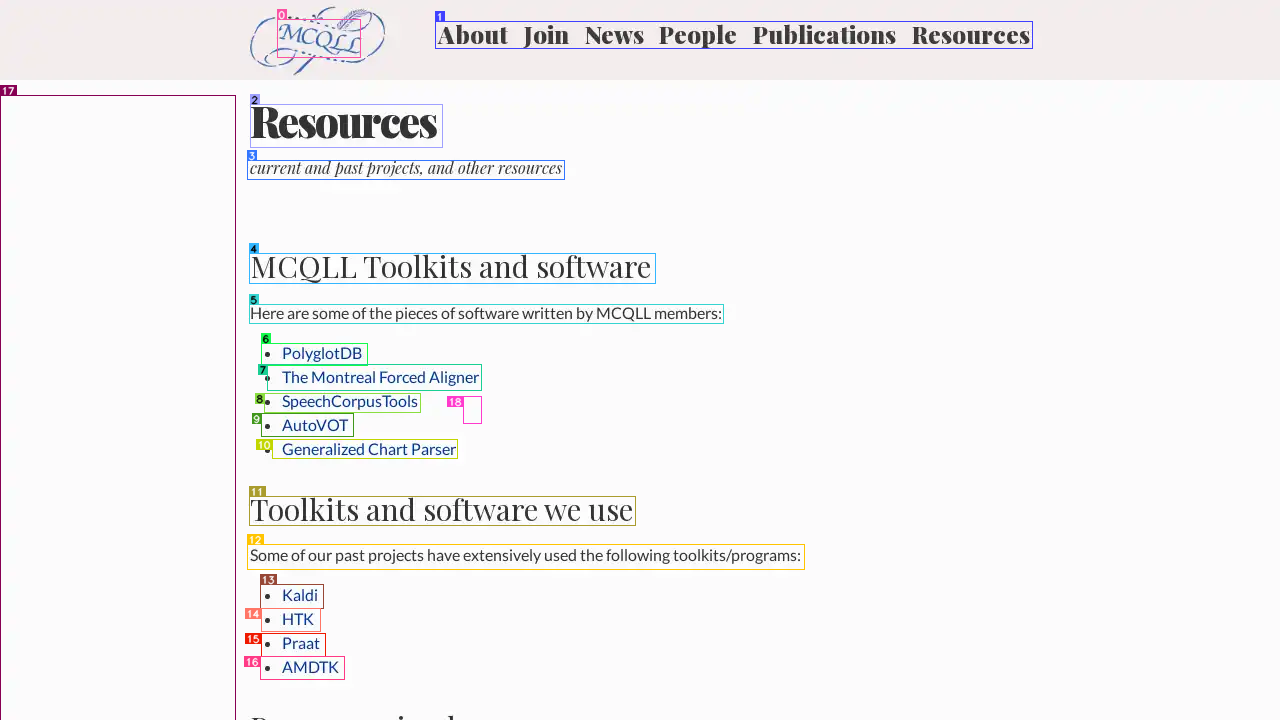 MCQLL
About Join News People Publications Resources
Resources
current and past projects, and other resources
MCQLL Toolkits and software
Here are some of the pieces of software written by MCQLL members:
PolyglotDB
The Montreal Forced Aligner
SpeechCorpusTools
AutoVOT
Generalized Chart Parser
Toolkits and software we use
Some of our past projects have extensively used the following toolkits/programs:
Kaldi
HTK
Praat
AMDTK